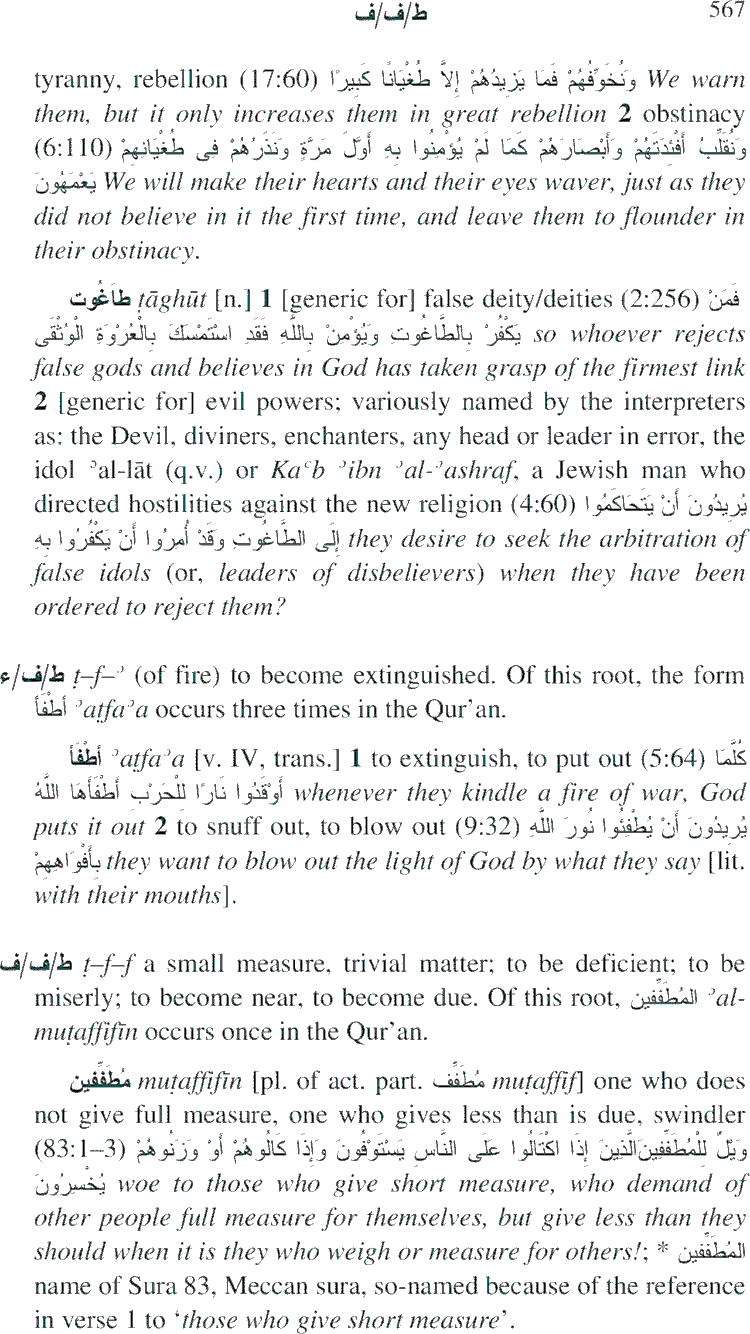 ط/ف/ف 567
tyranny, rebellion (17:60) وَنُخَوِّفُهُمْ فَمَا يَزِيدُهُمْ إِلاَّ طُغْيَانًا كَبِيرًا We warn
them, but it only increases them in great rebellion 2 obstinacy
(6:110) وَنُقَلِّبُ أَفْئِدَتَهُمْ وَأَبْصَارَهُمْ كَمَا لَمْ يُؤْمِنُوا بِهِ أَوَّلَ مَرَّةٍ وَنَذَرُهُمْ فِى طُغْيَانِهِمْ
يَعْمَهُونَ We will make their hearts and their eyes waver, just as they
did not believe in it the first time, and leave them to flounder in
their obstinacy.
طَاغُوت ṭāghūt [n.] 1 [generic for] false deity/deities (2:256) فَمَنْ
يَكْفُرْ بِالطَّاغُوتِ وَيُؤْمِنْ بِاللَّهِ فَقَدِ اسْتَمْسَكَ بِالْعُرْوَةِ الْوُثْقَى so whoever rejects
false gods and believes in God has taken grasp of the firmest link
2 [generic for] evil powers; variously named by the interpreters
as: the Devil, diviners, enchanters, any head or leader in error, the
idol ʾal-lāt (q.v.) or Kaʿb ʾibn ʾal-ʾashraf, a Jewish man who
directed hostilities against the new religion (4:60) يُرِيدُونَ أَنْ يَتَحَاكَمُوا
إِلَى الطَّاغُوتِ وَقَدْ أُمِرُوا أَنْ يَكْفُرُوا بِهِ they desire to seek the arbitration of
false idols (or, leaders of disbelievers) when they have been
ordered to reject them?
ط/ف/ء ṭ–f–ʾ (of fire) to become extinguished. Of this root, the form
أَطْفَأَ ʾaṭfaʾa occurs three times in the Qur'an.
أَطْفَأَ ʾaṭfaʾa [v. IV, trans.] 1 to extinguish, to put out (5:64) كُلَّمَا
أَوْقَدُوا نَارًا لِلْحَرْبِ أَطْفَأَهَا اللَّهُ whenever they kindle a fire of war, God
puts it out 2 to snuff out, to blow out (9:32) يُرِيدُونَ أَنْ يُطْفِئُوا نُورَ اللَّهِ
بِأَفْوَاهِهِمْ they want to blow out the light of God by what they say [lit.
with their mouths].
ط/ف/ف ṭ–f–f a small measure, trivial matter; to be deficient; to be
miserly; to become near, to become due. Of this root, المُطَفِّفِين ʾal-
muṭaffifīn occurs once in the Qur'an.
مُطَفِّفِين muṭaffifīn [pl. of act. part. مُطَفِّف muṭaffif] one who does
not give full measure, one who gives less than is due, swindler
(83:1–3) وَيْلٌ لِلْمُطَفِّفِينَ الَّذِينَ إِذَا اكْتَالُوا عَلَى النَّاسِ يَسْتَوْفُونَ وَإِذَا كَالُوهُمْ أَوْ وَزَنُوهُمْ
يُخْسِرُونَ woe to those who give short measure, who demand of
other people full measure for themselves, but give less than they
should when it is they who weigh or measure for others!; * المُطَفِّفِين
name of Sura 83, Meccan sura, so-named because of the reference
in verse 1 to ‘those who give short measure’.